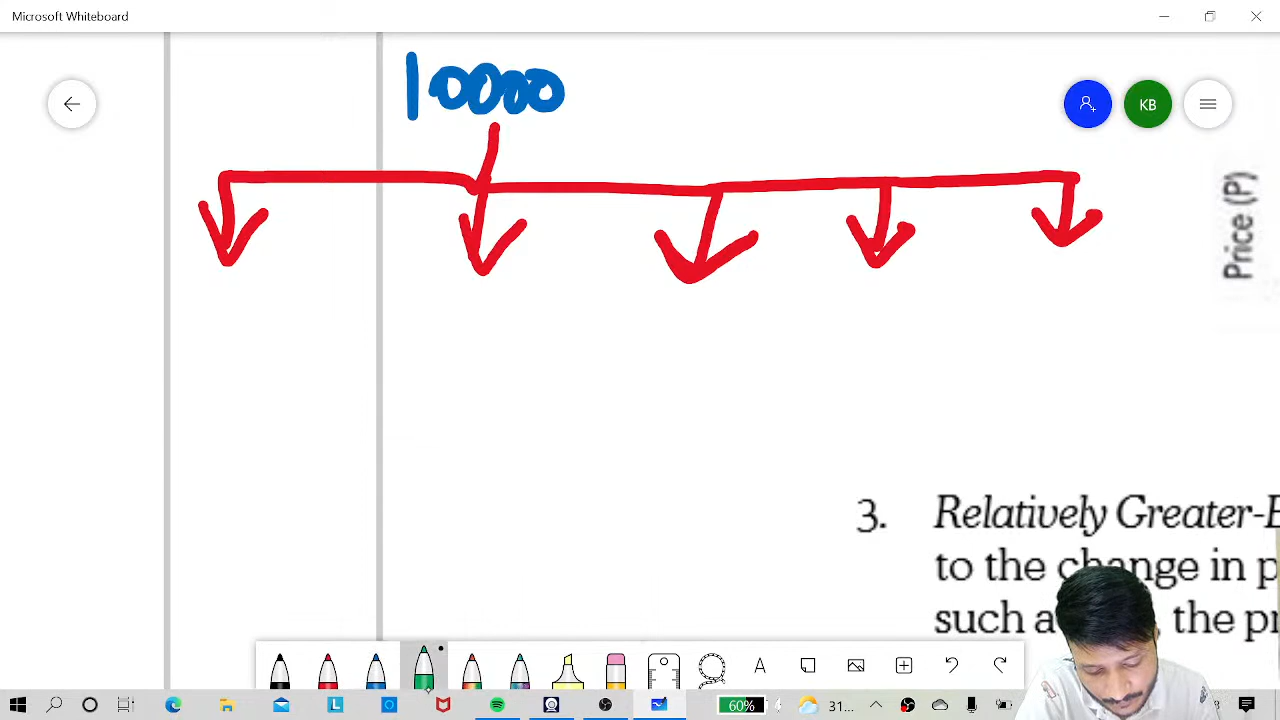 Microsoft Whiteboard
10000
KB
Price (P)
3. Relatively Greater-E
to the change in p
such a the pr
A
60%
31...